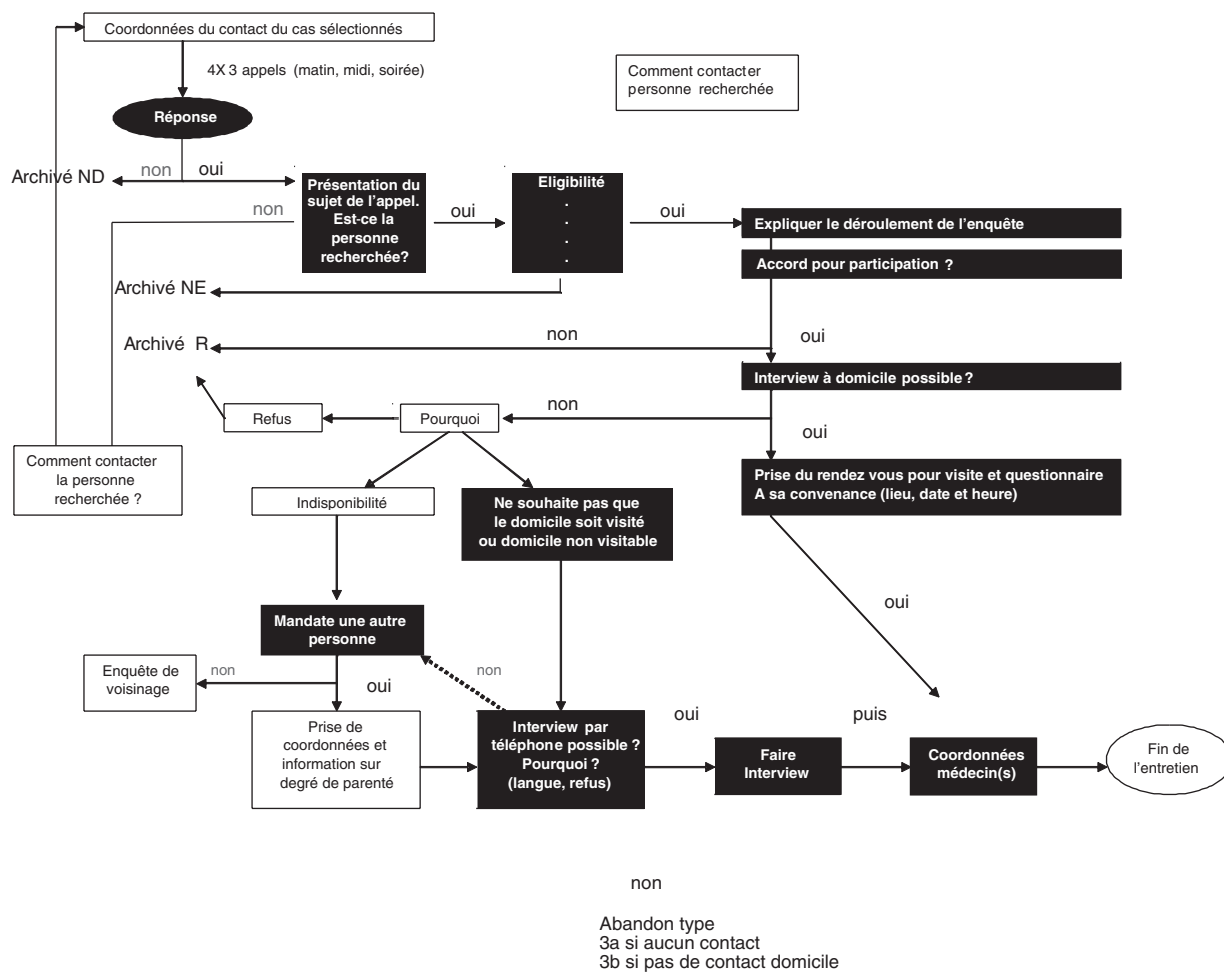 Coordonnées du contact du cas sélectionnés
4X 3 appels (matin, midi, soirée)
Comment contacter
personne recherchée
Réponse
Archivé ND
non
oui
non
Présentation du
sujet de l'appel.
Est-ce la
personne
recherchée?
oui
Eligibilité
.
.
.
.
oui
Expliquer le déroulement de l'enquête
Accord pour participation ?
Archivé NE
Archivé R
non
oui
Interview à domicile possible ?
Refus
Pourquoi
non
oui
Comment contacter
la personne
recherchée ?
Prise du rendez vous pour visite et questionnaire
A sa convenance (lieu, date et heure)
Indisponibilité
Ne souhaite pas que
le domicile soit visité
ou domicile non visitable
oui
Mandate une autre
personne
Enquête de
voisinage
non
oui
non
Prise de
coordonnées et
information sur
degré de parenté
Interview par
téléphone possible ?
Pourquoi ?
(langue, refus)
oui
Faire
Interview
puis
Coordonnées
médecin(s)
Fin de
l'entretien
non
Abandon type
3a si aucun contact
3b si pas de contact domicile